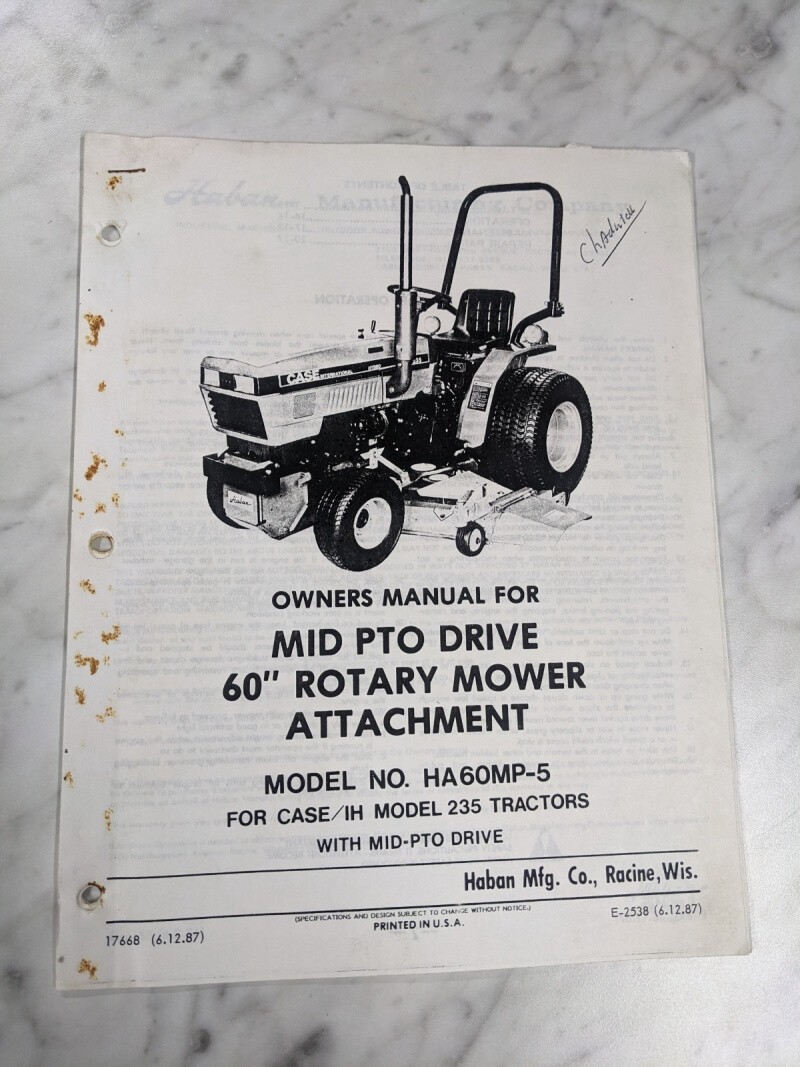 Chadwick
CASE INTERNATIONAL
Haban
OWNERS MANUAL FOR
MID PTO DRIVE
60" ROTARY MOWER
ATTACHMENT
MODEL NO. HA60MP-5
FOR CASE/IH MODEL 235 TRACTORS
WITH MID-PTO DRIVE
Haban Mfg. Co., Racine, Wis.
(SPECIFICATIONS AND DESIGN SUBJECT TO CHANGE WITHOUT NOTICE.)
PRINTED IN U.S.A.
17668 (6.12.87)
E-2538 (6.12.87)